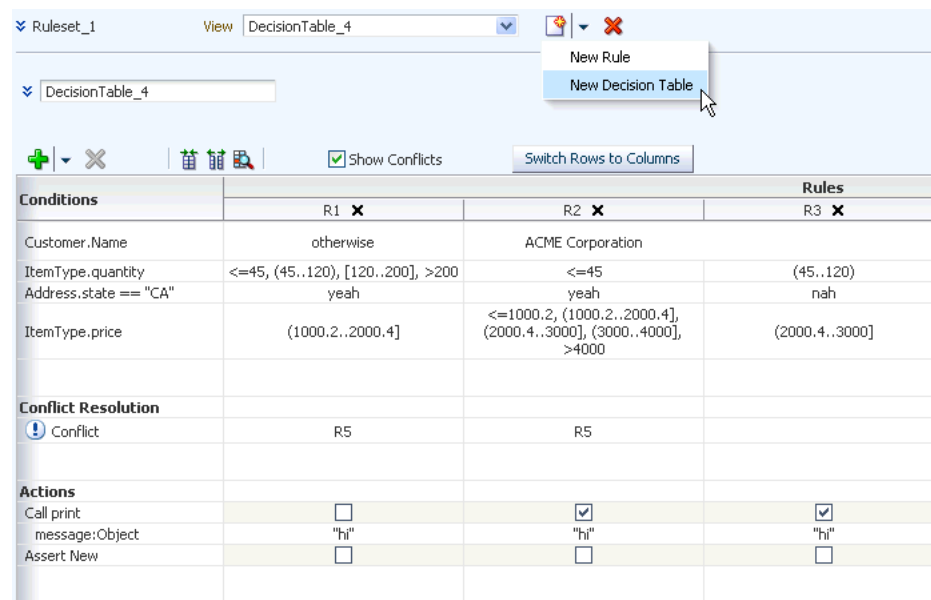 Ruleset_1 View DecisionTable_4
New Rule
New Decision Table
DecisionTable_4
Show Conflicts Switch Rows to Columns
Conditions Rules
R1 R2 R3
Customer.Name otherwise ACME Corporation
ItemType.quantity <=45, (45..120), [120..200], >200 <=45 (45..120)
Address.state == "CA" yeah yeah nah
<=1000.2, (1000.2..2000.4],
ItemType.price (1000.2..2000.4] (2000.4..3000], (3000..4000], (2000.4..3000]
>4000
Conflict Resolution
Conflict R5 R5
Actions
Call print
message:Object "hi" "hi" "hi"
Assert New